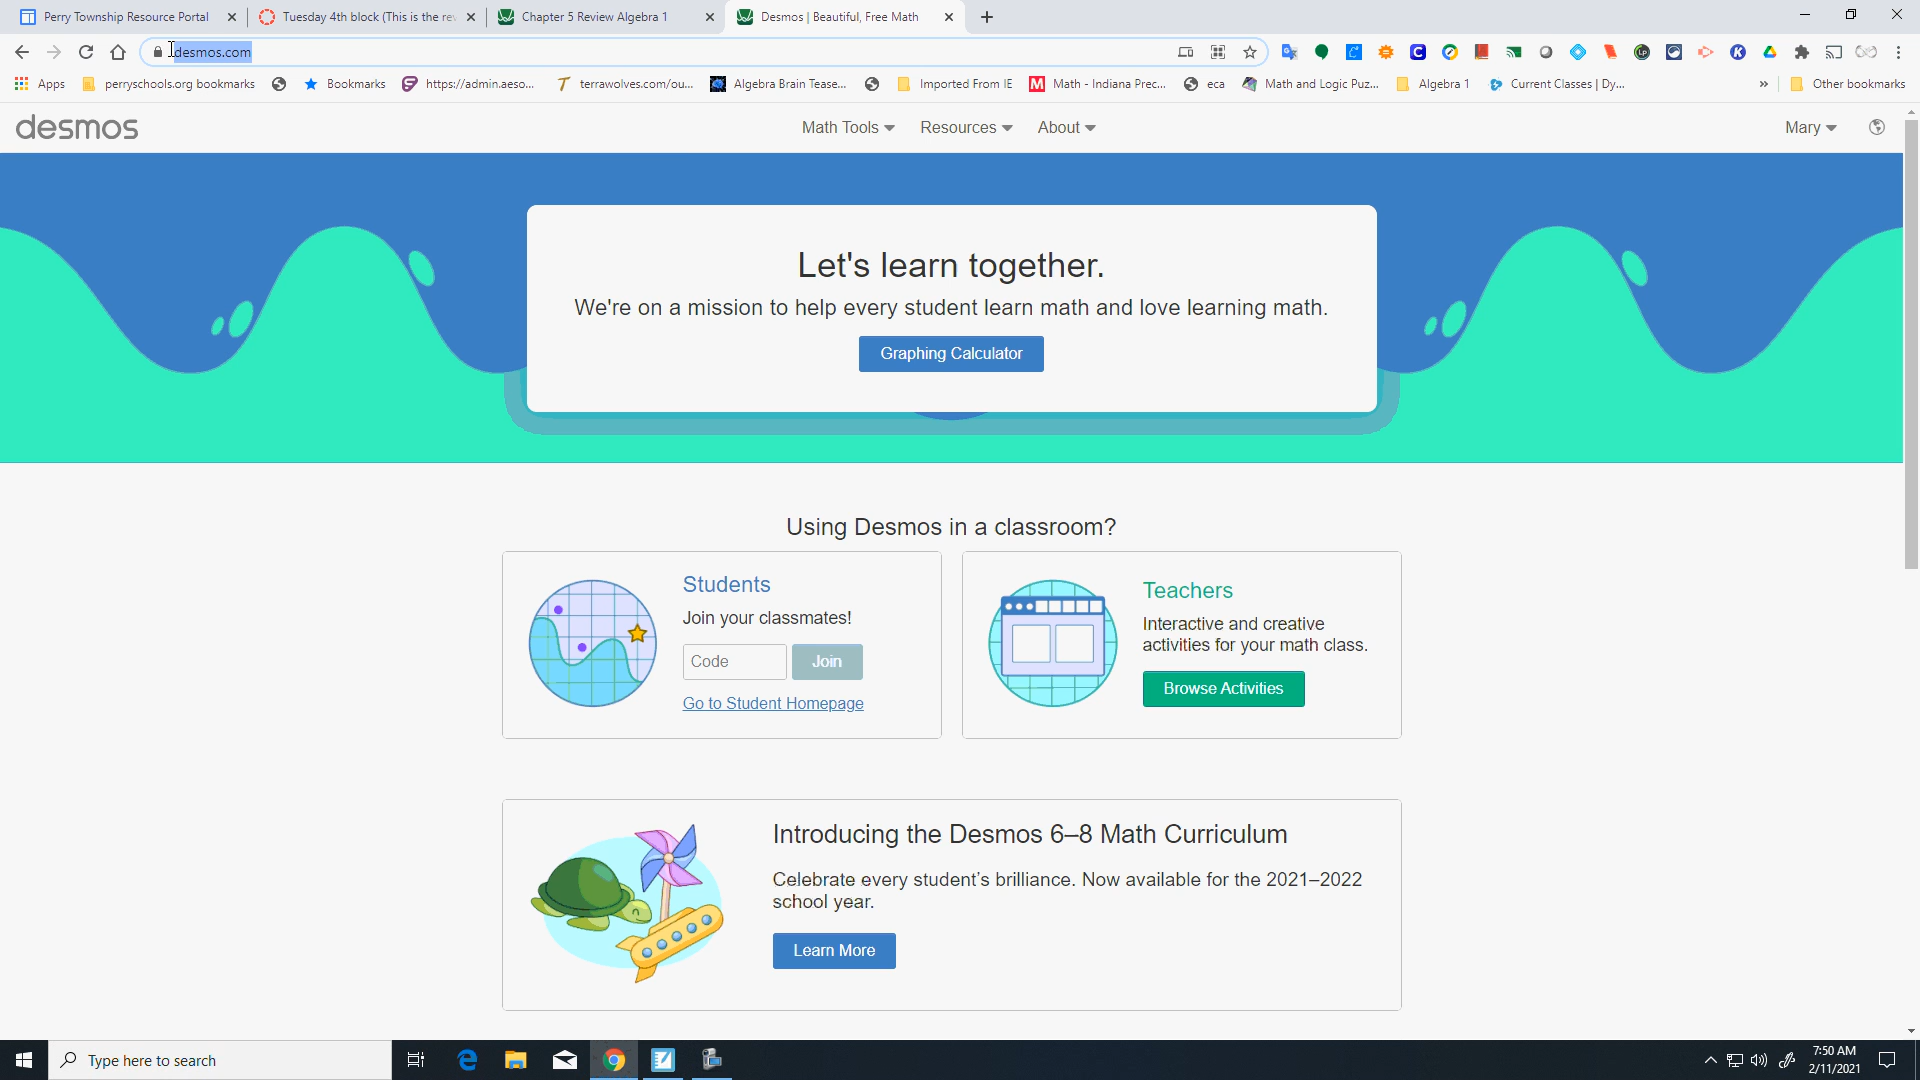 Perry Township Resource Portal
Tuesday 4th block (This is the rev
Chapter 5 Review Algebra 1
Desmos | Beautiful, Free Math
desmos.com
Apps
perryschools.org bookmarks
Bookmarks
https://admin.aeso...
terrawolves.com/ou...
Algebra Brain Tease...
Imported From IE
Math - Indiana Prec...
eca
Math and Logic Puz...
Algebra 1
Current Classes | Dy...
»
Other bookmarks
desmos
Math Tools
Resources
About
Mary
Let's learn together.
We're on a mission to help every student learn math and love learning math.
Graphing Calculator
Using Desmos in a classroom?
Students
Join your classmates!
Code
Join
Go to Student Homepage
Teachers
Interactive and creative
activities for your math class.
Browse Activities
Introducing the Desmos 6–8 Math Curriculum
Celebrate every student's brilliance. Now available for the 2021–2022
school year.
Learn More
Type here to search
7:50 AM
2/11/2021